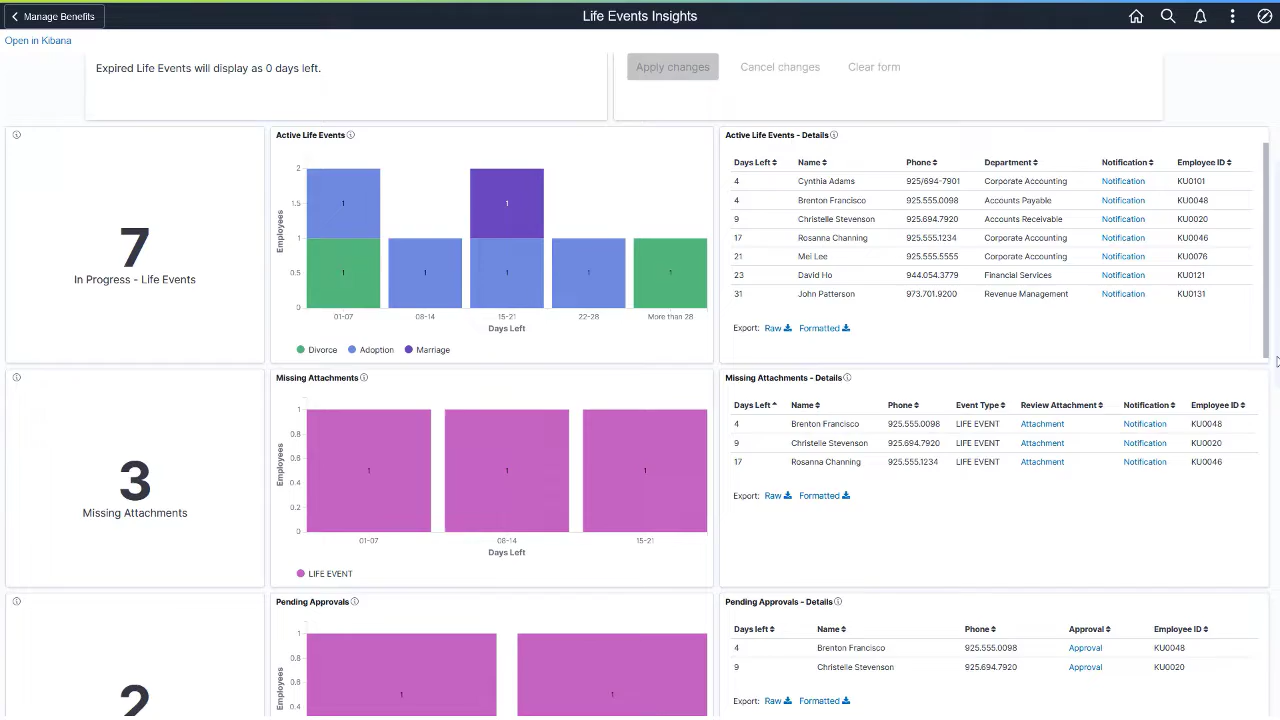 Manage Benefits
Life Events Insights
Open in Kibana
Expired Life Events will display as 0 days left.
Apply changes Cancel changes Clear form
7
In Progress - Life Events
Active Life Events
2
1.5
1
0.5
0
Employees
1
1
1
1
1
1
1
01-07 08-14 15-21 22-28 More than 28
Days Left
Divorce Adoption Marriage
Active Life Events - Details
Days Left Name Phone Department Notification Employee ID
4 Cynthia Adams 925/694-7901 Corporate Accounting Notification KU0101
4 Brenton Francisco 925.555.0098 Accounts Payable Notification KU0048
9 Christelle Stevenson 925.694.7920 Accounts Receivable Notification KU0020
17 Rosanna Channing 925.555.1234 Corporate Accounting Notification KU0046
21 Mei Lee 925.555.5555 Corporate Accounting Notification KU0076
23 David Ho 944.054.3779 Financial Services Notification KU0121
31 John Patterson 973.701.9200 Revenue Management Notification KU0131
Export: Raw Formatted
3
Missing Attachments
Missing Attachments
1
0.8
0.6
0.4
0.2
0
Employees
1 1 1
01-07 08-14 15-21
Days Left
LIFE EVENT
Missing Attachments - Details
Days Left Name Phone Event Type Review Attachment Notification Employee ID
4 Brenton Francisco 925.555.0098 LIFE EVENT Attachment Notification KU0048
9 Christelle Stevenson 925.694.7920 LIFE EVENT Attachment Notification KU0020
17 Rosanna Channing 925.555.1234 LIFE EVENT Attachment Notification KU0046
Export: Raw Formatted
2
Pending Approvals
1
0.8
0.6
0.4
Employees
1 1
Pending Approvals - Details
Days left Name Phone Approval Employee ID
4 Brenton Francisco 925.555.0098 Approval KU0048
9 Christelle Stevenson 925.694.7920 Approval KU0020
Export: Raw Formatted